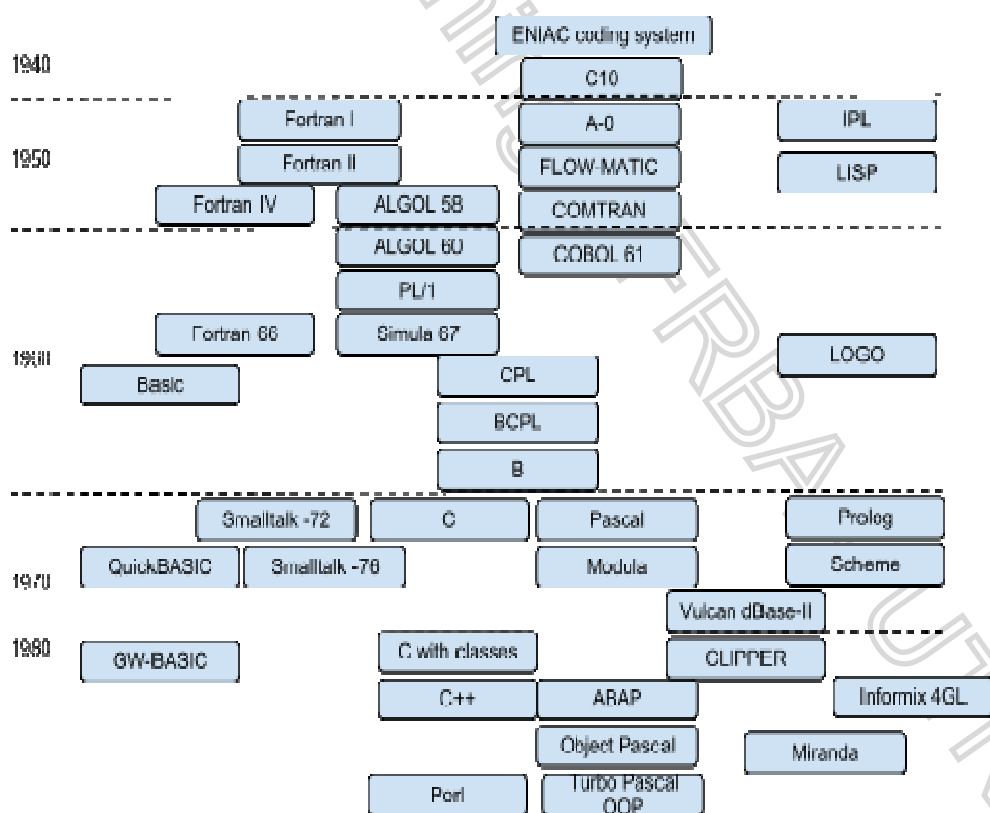 ENIAC coding system
1940
C10
Fortran I
A-0
IPL
1950
Fortran II
FLOW-MATIC
LISP
Fortran IV
ALGOL 58
COMTRAN
ALGOL 60
COBOL 61
PL/1
Fortran 66
Simula 67
1960
LOGO
Basic
CPL
BCPL
B
Smalltalk -72
C
Pascal
Prolog
1970
QuickBASIC
Smalltalk -76
Modula
Scheme
Vulcan dBase-II
1980
GW-BASIC
C with classes
CLIPPER
C++
ABAP
Informix 4GL
Object Pascal
Miranda
Perl
Turbo Pascal
OOP